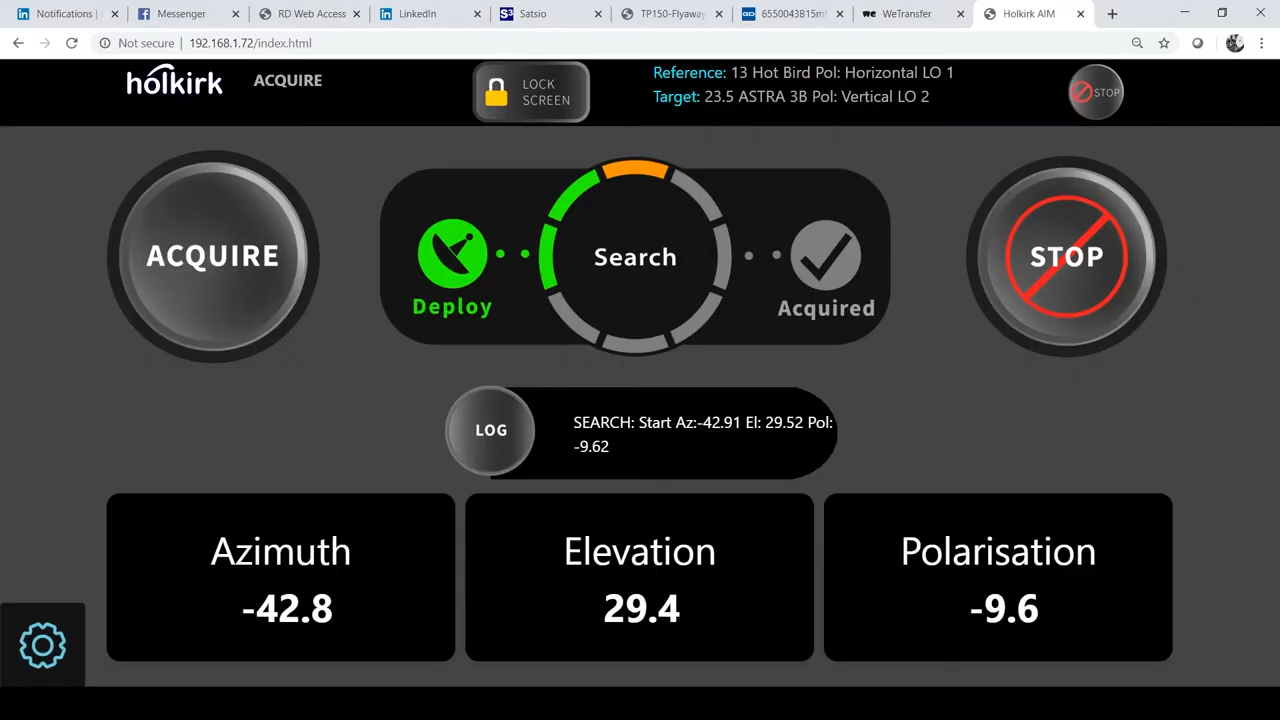 Notifications |
Messenger
RD Web Access
LinkedIn
Satsio
TP150-Flyaway
6550043B15m
WeTransfer
Holkirk AIM
Not secure | 192.168.1.72/index.html
holkirk
ACQUIRE
LOCK
SCREEN
Reference: 13 Hot Bird Pol: Horizontal LO 1
Target: 23.5 ASTRA 3B Pol: Vertical LO 2
STOP
ACQUIRE
Deploy
Search
Acquired
STOP
LOG
SEARCH: Start Az:-42.91 El: 29.52 Pol:
-9.62
Azimuth
-42.8
Elevation
29.4
Polarisation
-9.6